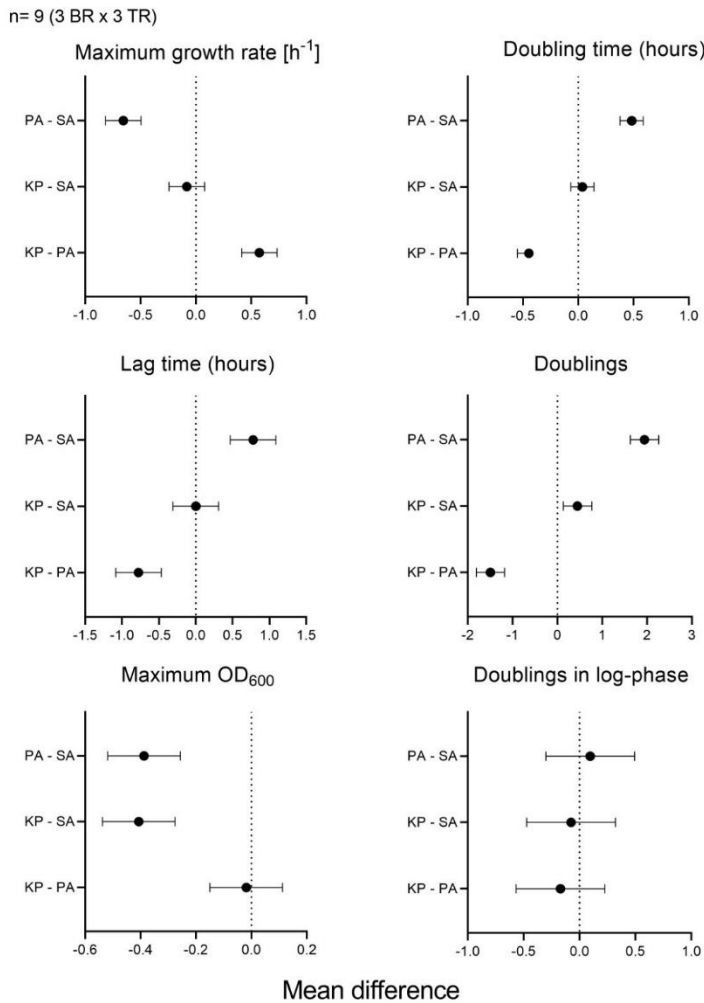 n= 9 (3 BR x 3 TR)
Maximum growth rate [h⁻¹]
PA - SA
KP - SA
KP - PA
-1.0 -0.5 0.0 0.5 1.0
Doubling time (hours)
PA - SA
KP - SA
KP - PA
-1.0 -0.5 0.0 0.5 1.0
Lag time (hours)
PA - SA
KP - SA
KP - PA
-1.5 -1.0 -0.5 0.0 0.5 1.0 1.5
Doublings
PA - SA
KP - SA
KP - PA
-2 -1 0 1 2 3
Maximum OD₆₀₀
PA - SA
KP - SA
KP - PA
-0.6 -0.4 -0.2 0.0 0.2
Doublings in log-phase
PA - SA
KP - SA
KP - PA
-1.0 -0.5 0.0 0.5 1.0
Mean difference